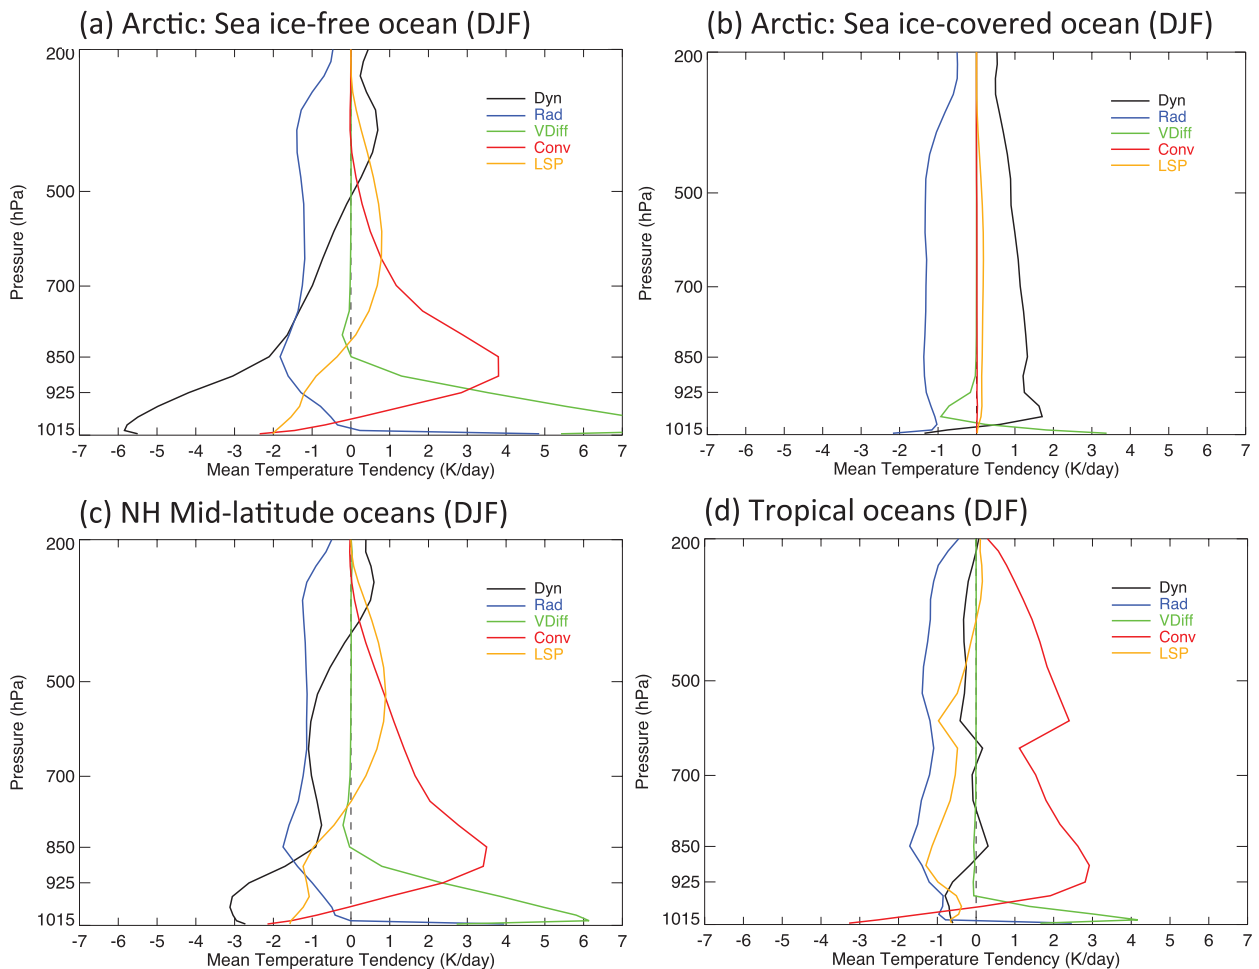 (a) Arctic: Sea ice-free ocean (DJF)
200
500
700
850
925
1015
Pressure (hPa)
Dyn
Rad
VDiff
Conv
LSP
-7 -6 -5 -4 -3 -2 -1 0 1 2 3 4 5 6 7
Mean Temperature Tendency (K/day)
(b) Arctic: Sea ice-covered ocean (DJF)
200
500
700
850
925
1015
Pressure (hPa)
Dyn
Rad
VDiff
Conv
LSP
-7 -6 -5 -4 -3 -2 -1 0 1 2 3 4 5 6 7
Mean Temperature Tendency (K/day)
(c) NH Mid-latitude oceans (DJF)
200
500
700
850
925
1015
Pressure (hPa)
Dyn
Rad
VDiff
Conv
LSP
-7 -6 -5 -4 -3 -2 -1 0 1 2 3 4 5 6 7
Mean Temperature Tendency (K/day)
(d) Tropical oceans (DJF)
200
500
700
850
925
1015
Pressure (hPa)
Dyn
Rad
VDiff
Conv
LSP
-7 -6 -5 -4 -3 -2 -1 0 1 2 3 4 5 6 7
Mean Temperature Tendency (K/day)